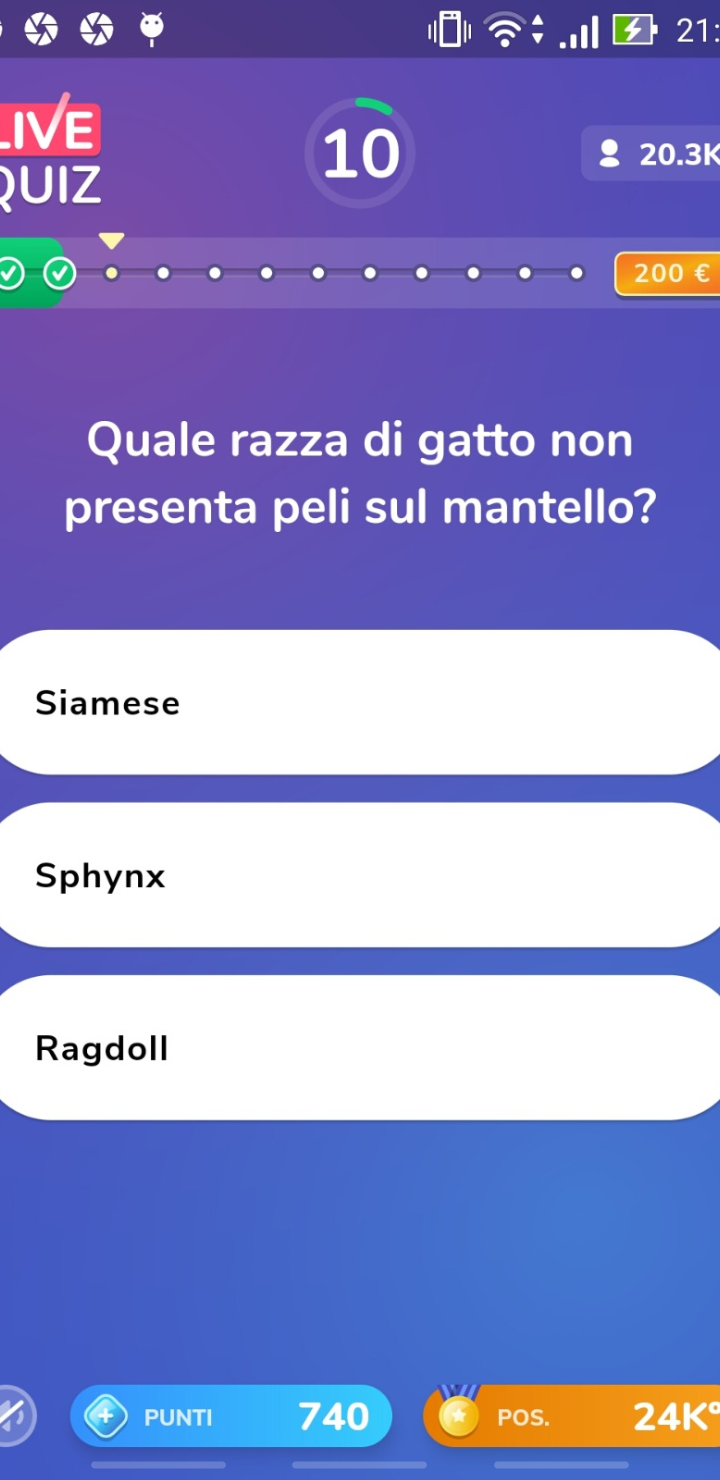 21:
LIVE
QUIZ
10
20.3K
200 €
Quale razza di gatto non
presenta peli sul mantello?
Siamese
Sphynx
Ragdoll
PUNTI 740
POS. 24K°